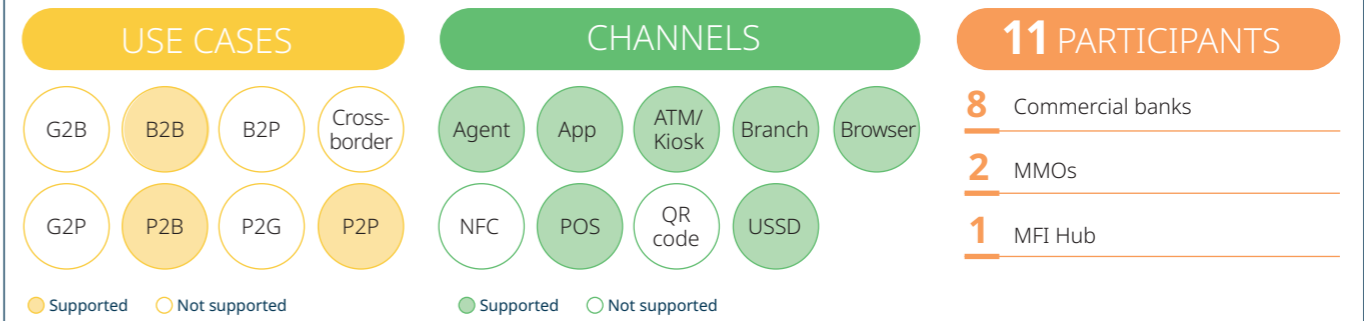 USE CASES
G2B
B2B
B2P
Cross-
border
G2P
P2B
P2G
P2P
Supported
Not supported
CHANNELS
Agent
App
ATM/
Kiosk
Branch
Browser
NFC
POS
QR
code
USSD
Supported
Not supported
11 PARTICIPANTS
8 Commercial banks
2 MMOs
1 MFI Hub